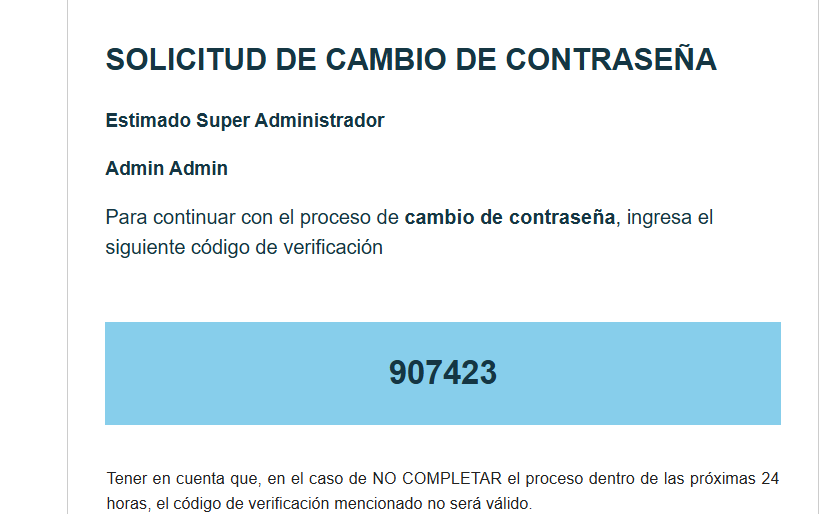 SOLICITUD DE CAMBIO DE CONTRASEÑA
Estimado Super Administrador
Admin Admin
Para continuar con el proceso de cambio de contraseña, ingresa el
siguiente código de verificación
907423
Tener en cuenta que, en el caso de NO COMPLETAR el proceso dentro de las próximas 24
horas, el código de verificación mencionado no será válido.